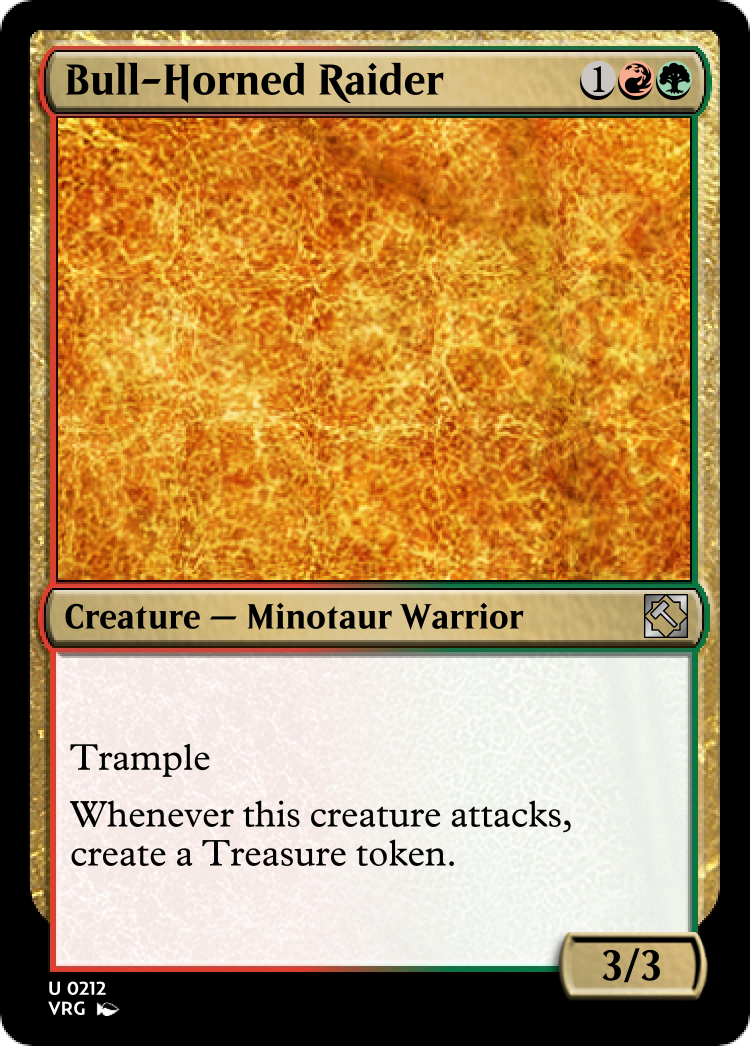 Bull-Horned Raider 1
Creature — Minotaur Warrior
Trample
Whenever this creature attacks,
create a Treasure token.
3/3
U 0212
VRG